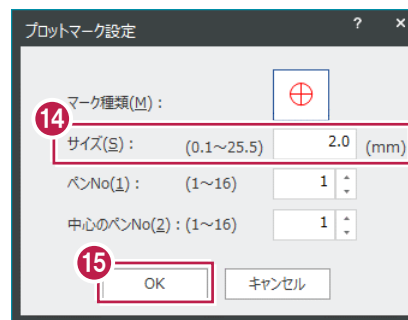 プロットマーク設定 ? ×
マーク種類(M)：
14
サイズ(S)： (0.1～25.5) 2.0 (mm)
ペンNo(1)： (1～16) 1
中心のペンNo(2)：(1～16) 1
15
OK キャンセル